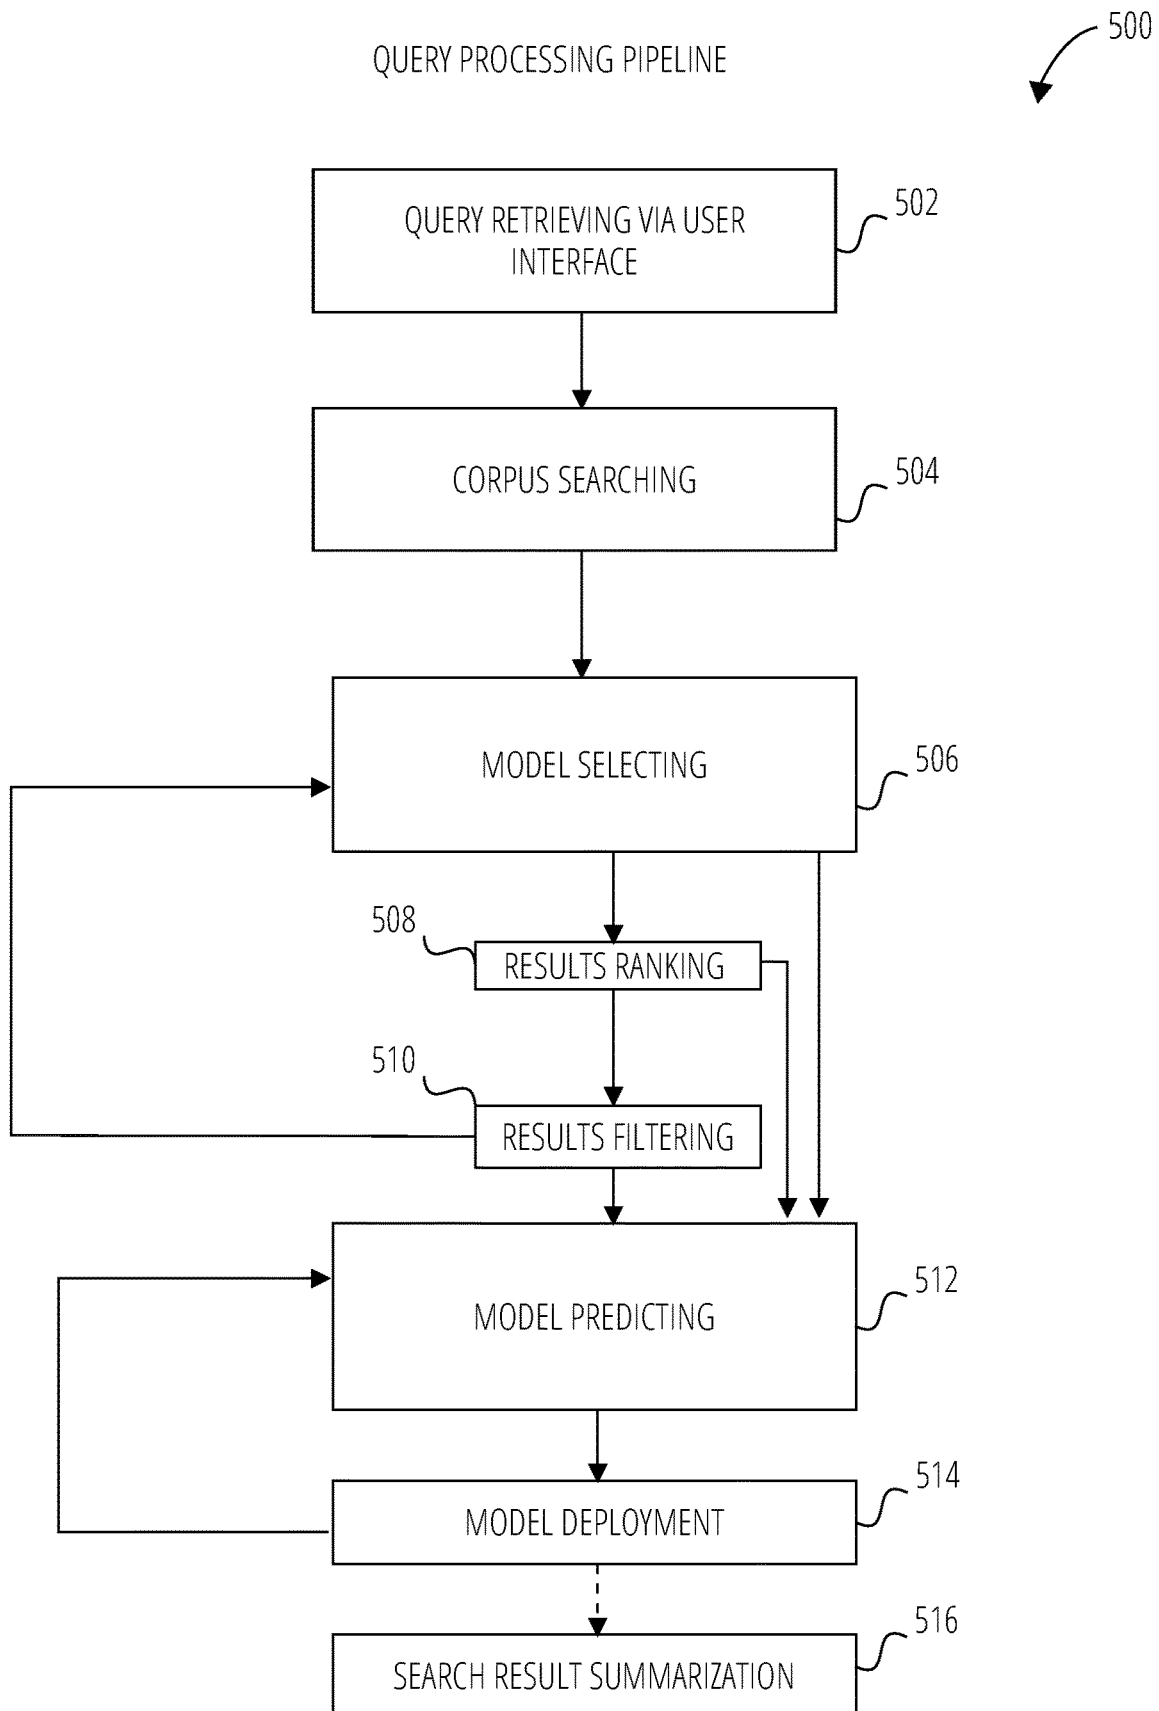 500
QUERY PROCESSING PIPELINE
502
QUERY RETRIEVING VIA USER
INTERFACE
504
CORPUS SEARCHING
506
MODEL SELECTING
508
RESULTS RANKING
510
RESULTS FILTERING
512
MODEL PREDICTING
514
MODEL DEPLOYMENT
516
SEARCH RESULT SUMMARIZATION